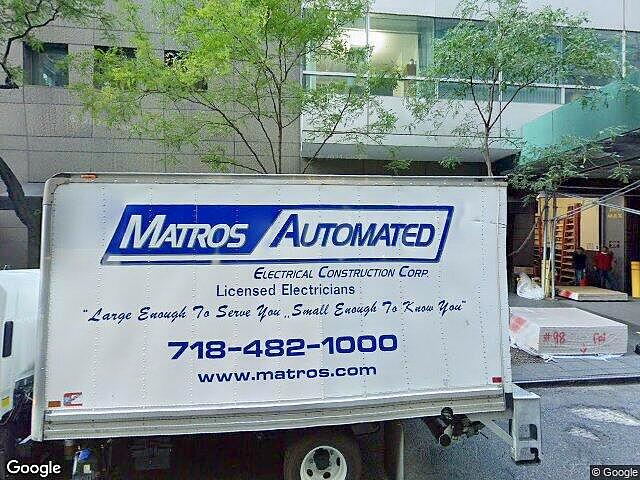 MATROS AUTOMATED
ELECTRICAL CONSTRUCTION CORP.
Licensed Electricians
"Large Enough To Serve You ,, Small Enough To Know You"
718-482-1000
www.matros.com
#98
Google
© Google